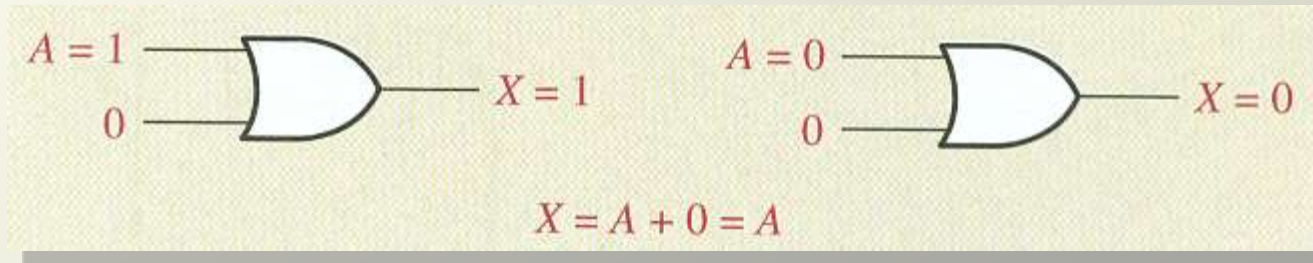 A = 1
0
X = 1
A = 0
0
X = 0
X = A + 0 = A